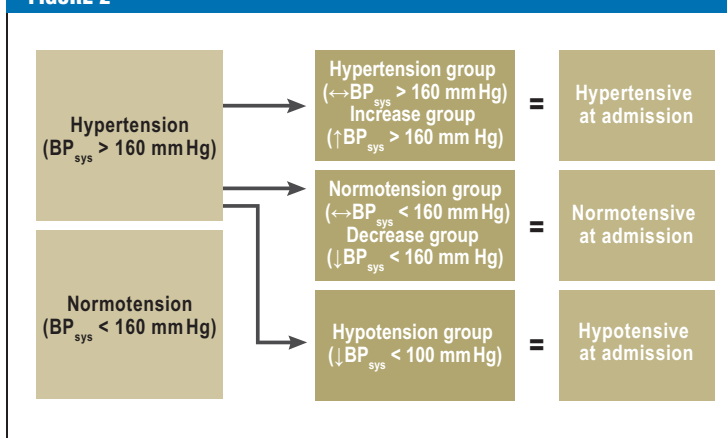 Hypertension
(BPsys > 160 mm Hg)
Normotension
(BPsys < 160 mm Hg)
Hypertension group
(↔BPsys > 160 mm Hg)
Increase group
(↑BPsys > 160 mm Hg)
=
Hypertensive
at admission
Normotension group
(↔BPsys < 160 mm Hg)
Decrease group
(↓BPsys < 160 mm Hg)
=
Normotensive
at admission
Hypotension group
(↓BPsys < 100 mm Hg)
=
Hypotensive
at admission